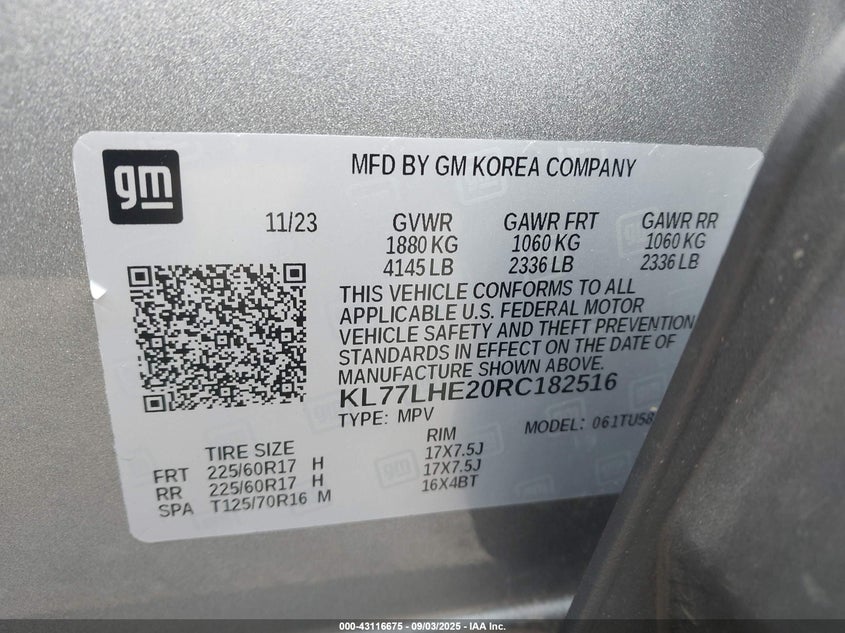 gm
MFD BY GM KOREA COMPANY
11/23 GVWR GAWR FRT GAWR RR
1880 KG 1060 KG 1060 KG
4145 LB 2336 LB 2336 LB
THIS VEHICLE CONFORMS TO ALL
APPLICABLE U.S. FEDERAL MOTOR
VEHICLE SAFETY AND THEFT PREVENTION
STANDARDS IN EFFECT ON THE DATE OF
MANUFACTURE SHOWN ABOVE.
KL77LHE20RC182516
TYPE: MPV MODEL: 061TU58
TIRE SIZE RIM
FRT 225/60R17 H 17X7.5J
RR 225/60R17 H 17X7.5J
SPA T125/70R16 M 16X4BT
gm
000-43116675 - 09/03/2025 - IAA Inc.